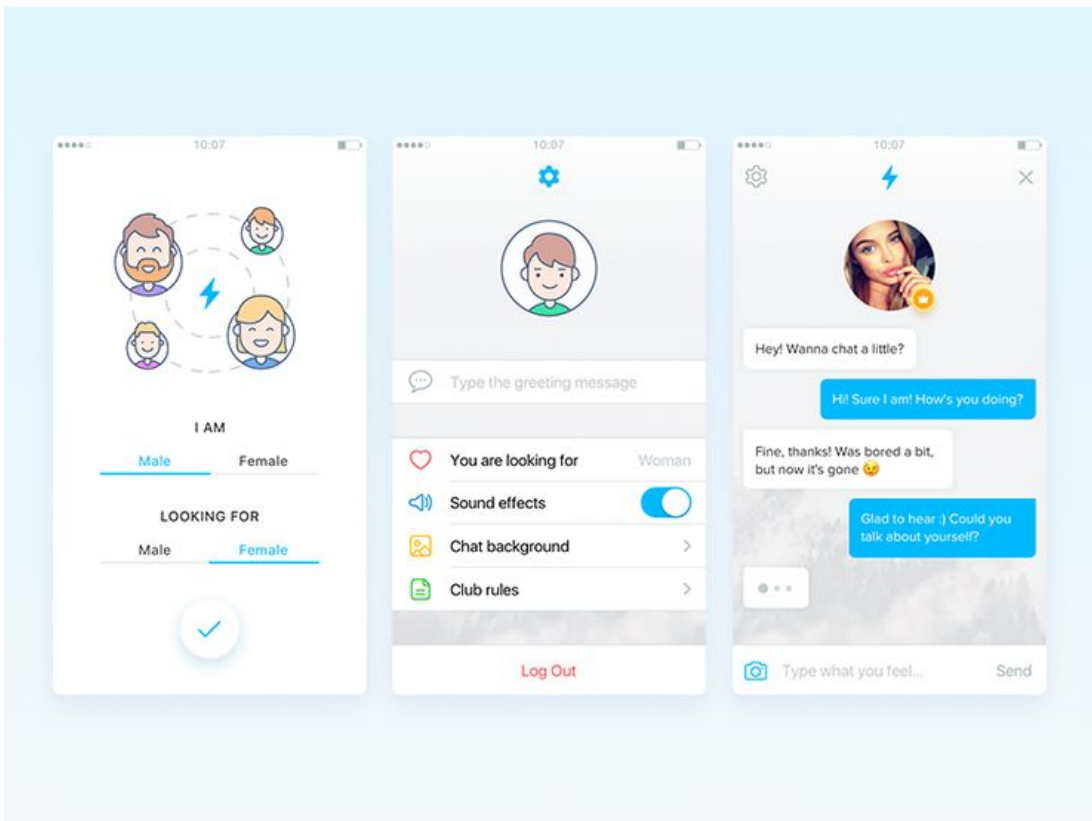 10:07
I AM
Male Female
LOOKING FOR
Male Female
10:07
Type the greeting message
You are looking for Woman
Sound effects
Chat background
Club rules
Log Out
10:07
Hey! Wanna chat a little?
Hi! Sure I am! How's you doing?
Fine, thanks! Was bored a bit,
but now it's gone 😉
Glad to hear :) Could you
talk about yourself?
Type what you feel... Send